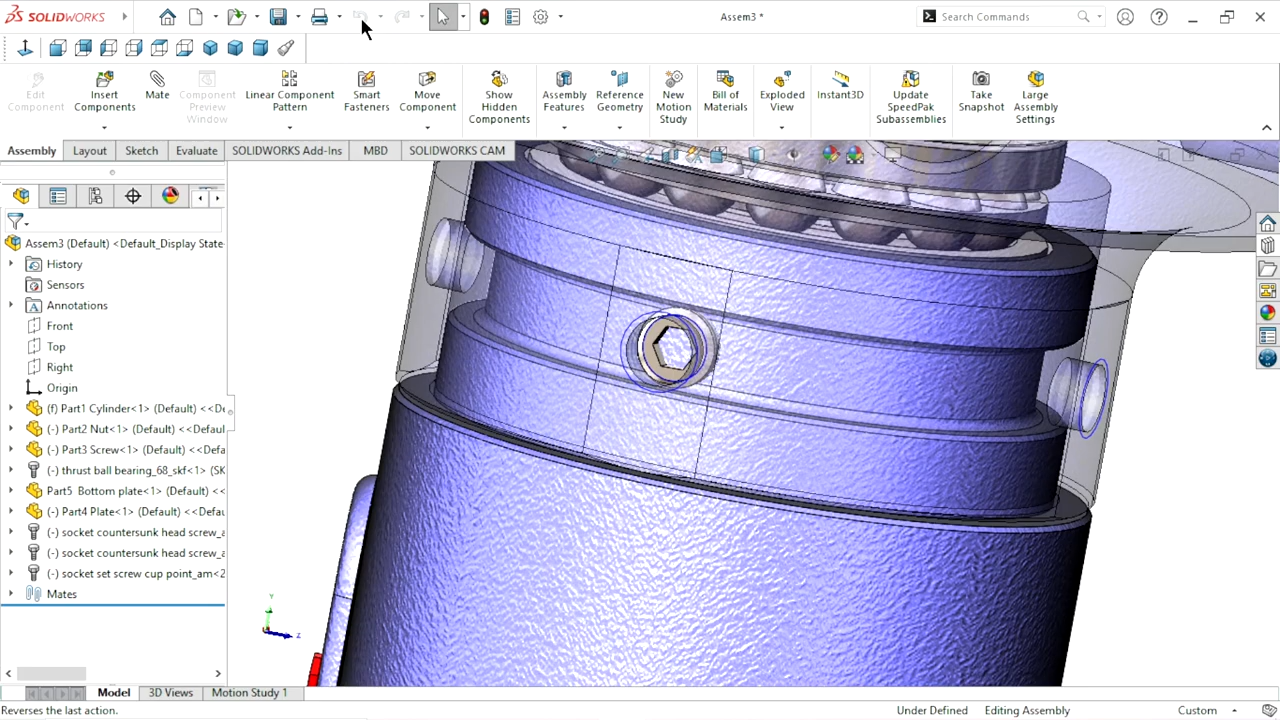 SOLIDWORKS
Assem3 *
Search Commands
Edit
Component
Insert
Components
Mate
Component
Preview
Window
Linear Component
Pattern
Smart
Fasteners
Move
Component
Show
Hidden
Components
Assembly
Features
Reference
Geometry
New
Motion
Study
Bill of
Materials
Exploded
View
Instant3D
Update
SpeedPak
Subassemblies
Take
Snapshot
Large
Assembly
Settings
Assembly
Layout
Sketch
Evaluate
SOLIDWORKS Add-Ins
MBD
SOLIDWORKS CAM
Assem3 (Default) <Default_Display State-
History
Sensors
Annotations
Front
Top
Right
Origin
(f) Part1 Cylinder<1> (Default) <<De
(-) Part2 Nut<1> (Default) <<Defaul
(-) Part3 Screw<1> (Default) <<Defa
(-) thrust ball bearing_68_skf<1> (SK
Part5 Bottom plate<1> (Default) <<
(-) Part4 Plate<1> (Default) <<Defau
(-) socket countersunk head screw_a
(-) socket countersunk head screw_a
(-) socket set screw cup point_am<2
Mates
Y
Z
Model
3D Views
Motion Study 1
Reverses the last action.
Under Defined
Editing Assembly
Custom